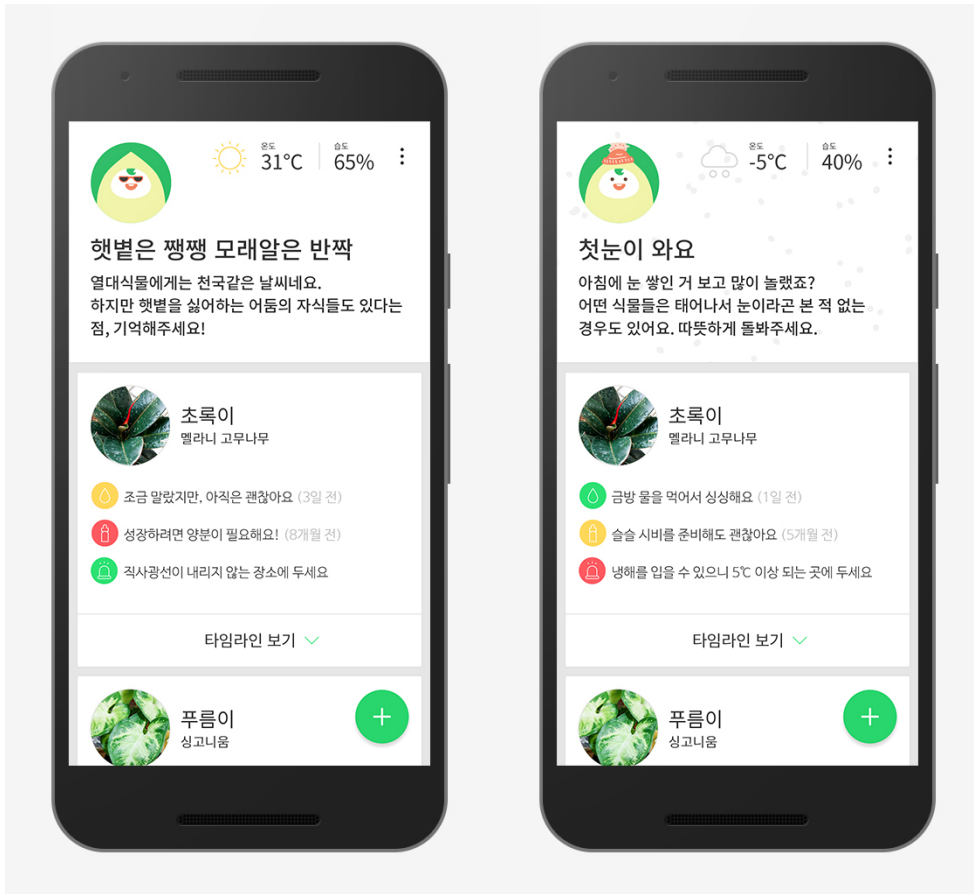 온도
31°C
습도
65%
햇볕은 쨍쨍 모래알은 반짝
열대식물에게는 천국같은 날씨네요.
하지만 햇볕을 싫어하는 어둠의 자식들도 있다는
점, 기억해주세요!
초록이
멜라니 고무나무
조금 말랐지만, 아직은 괜찮아요 (3일 전)
성장하려면 양분이 필요해요! (8개월 전)
직사광선이 내리지 않는 장소에 두세요
타임라인 보기
푸름이
싱고니움
온도
-5°C
습도
40%
첫눈이 와요
아침에 눈 쌓인 거 보고 많이 놀랬죠?
어떤 식물들은 태어나서 눈이라곤 본 적 없는
경우도 있어요. 따뜻하게 돌봐주세요.
초록이
멜라니 고무나무
금방 물을 먹어서 싱싱해요 (1일 전)
슬슬 시비를 준비해도 괜찮아요 (5개월 전)
냉해를 입을 수 있으니 5℃ 이상 되는 곳에 두세요
타임라인 보기
푸름이
싱고니움